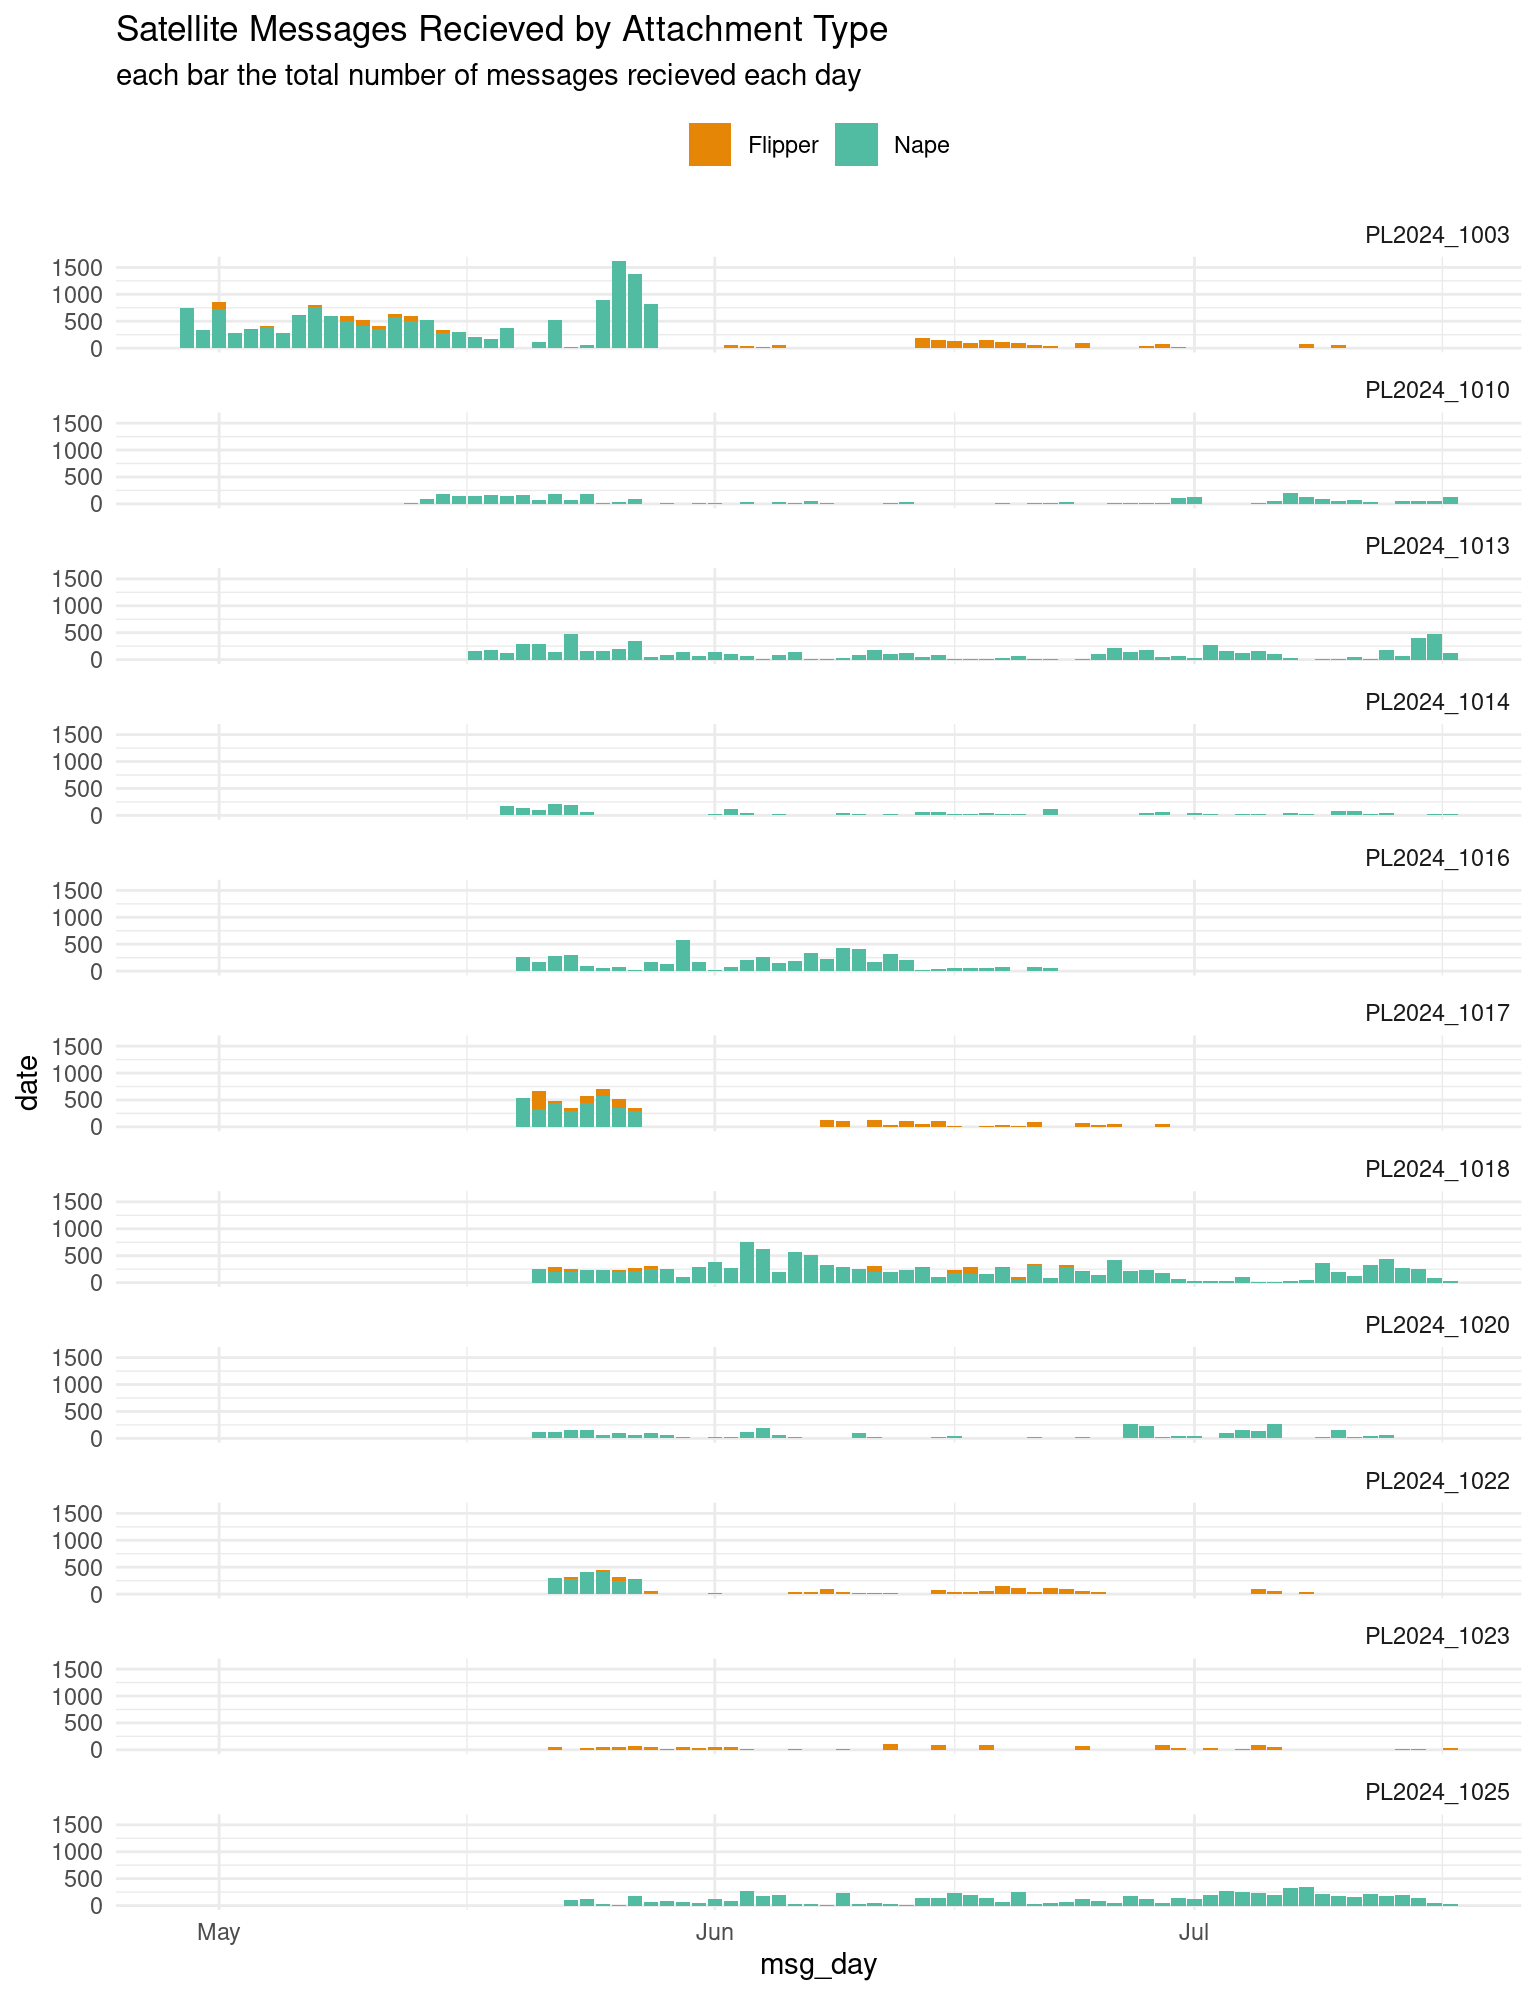 Satellite Messages Recieved by Attachment Type
each bar the total number of messages recieved each day
Flipper Nape
PL2024_1003
1500
1000
500
0
PL2024_1010
1500
1000
500
0
PL2024_1013
1500
1000
500
0
PL2024_1014
1500
1000
500
0
PL2024_1016
1500
1000
500
0
PL2024_1017
1500
1000
500
0
date
PL2024_1018
1500
1000
500
0
PL2024_1020
1500
1000
500
0
PL2024_1022
1500
1000
500
0
PL2024_1023
1500
1000
500
0
PL2024_1025
1500
1000
500
0
May Jun Jul
msg_day